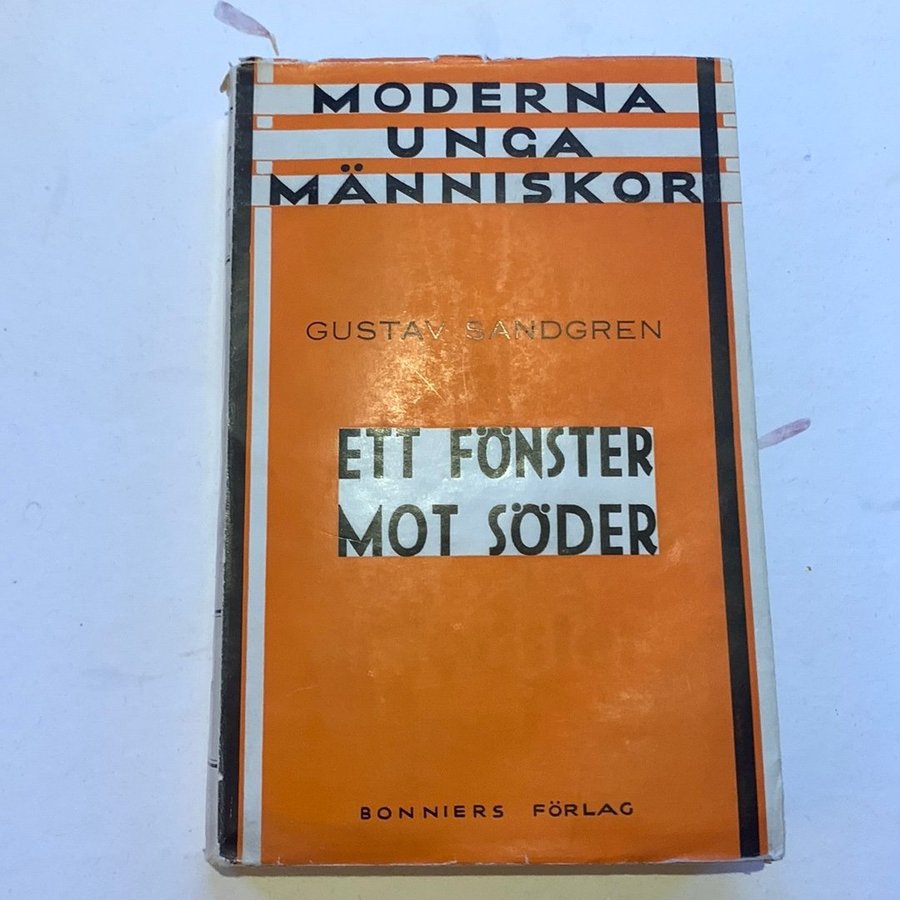 MODERNA
UNGA
MÄNNISKOR
GUSTAV SANDGREN
ETT FÖNSTER
MOT SÖDER
BONNIERS FÖRLAG